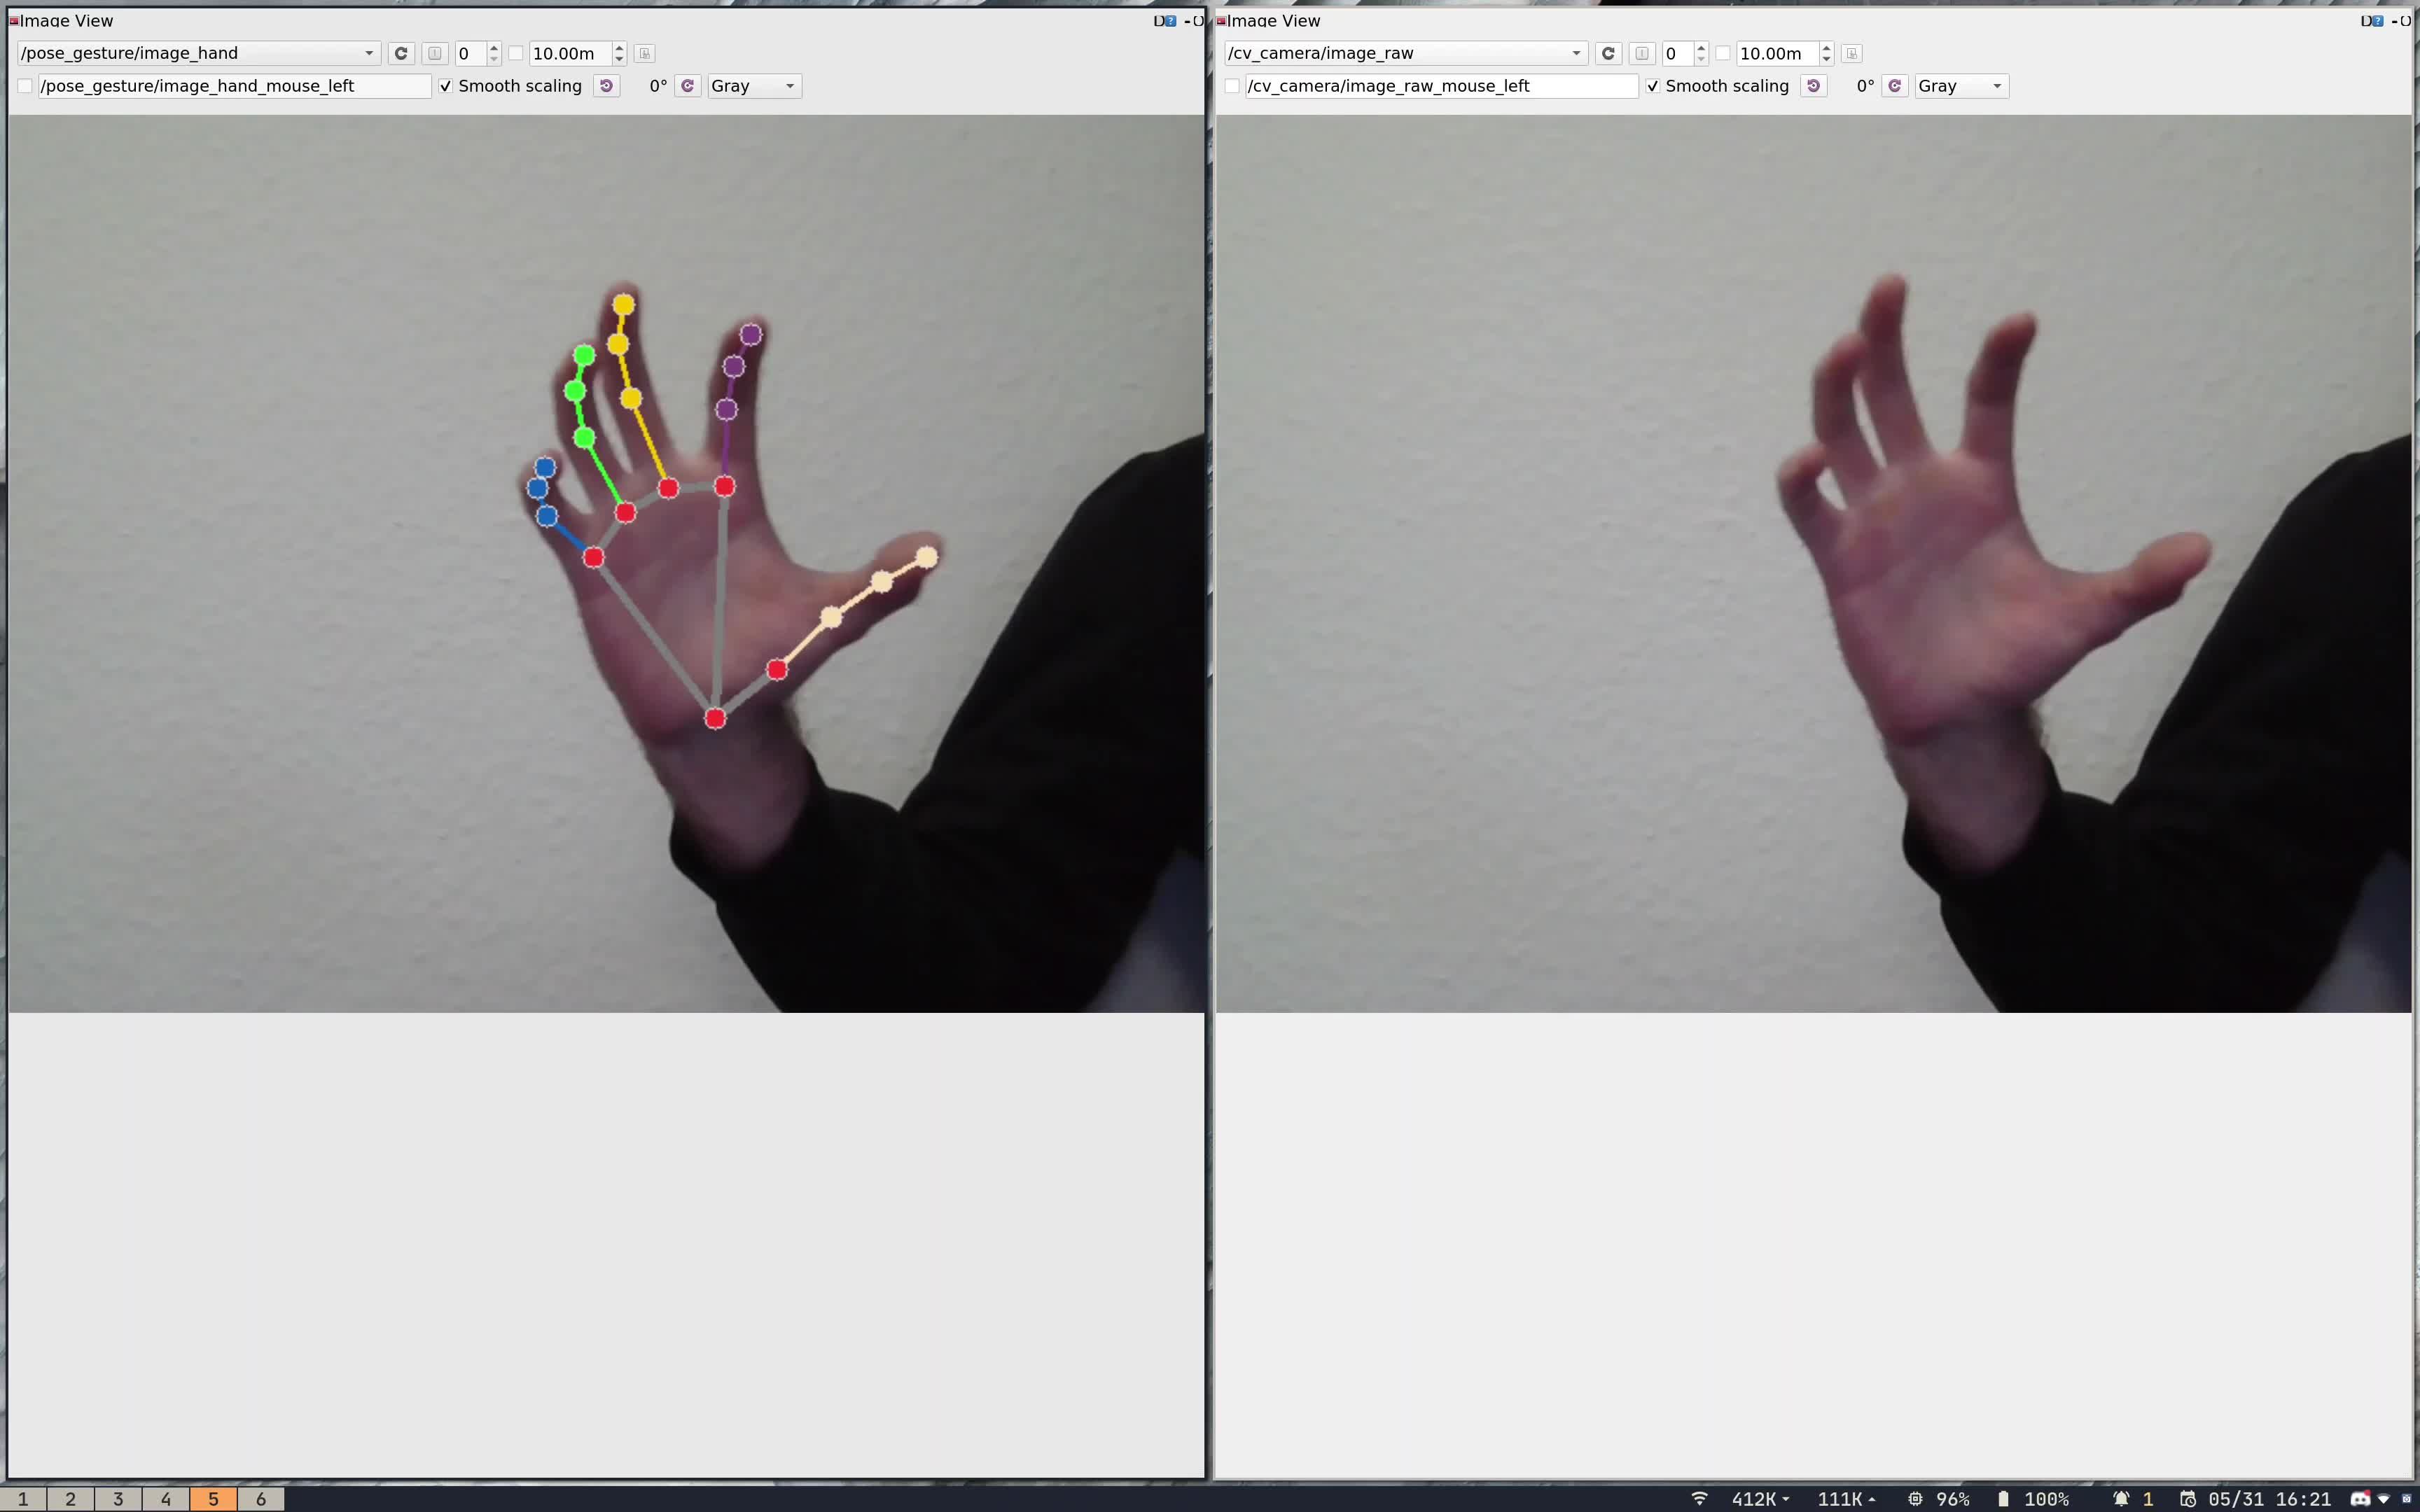 Image View
/pose_gesture/image_hand 0 10.00m
/pose_gesture/image_hand_mouse_left Smooth scaling 0° Gray
Image View
/cv_camera/image_raw 0 10.00m
/cv_camera/image_raw_mouse_left Smooth scaling 0° Gray
1 2 3 4 5 6 412K 111K 96% 100% 1 05/31 16:21